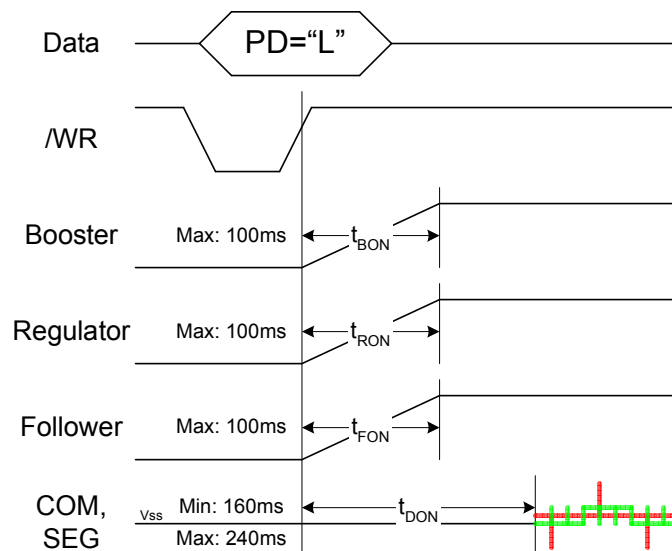 Data PD=“L”
/WR
Booster Max: 100ms tBON
Regulator Max: 100ms tRON
Follower Max: 100ms tFON
COM, Vss Min: 160ms tDON
SEG Max: 240ms